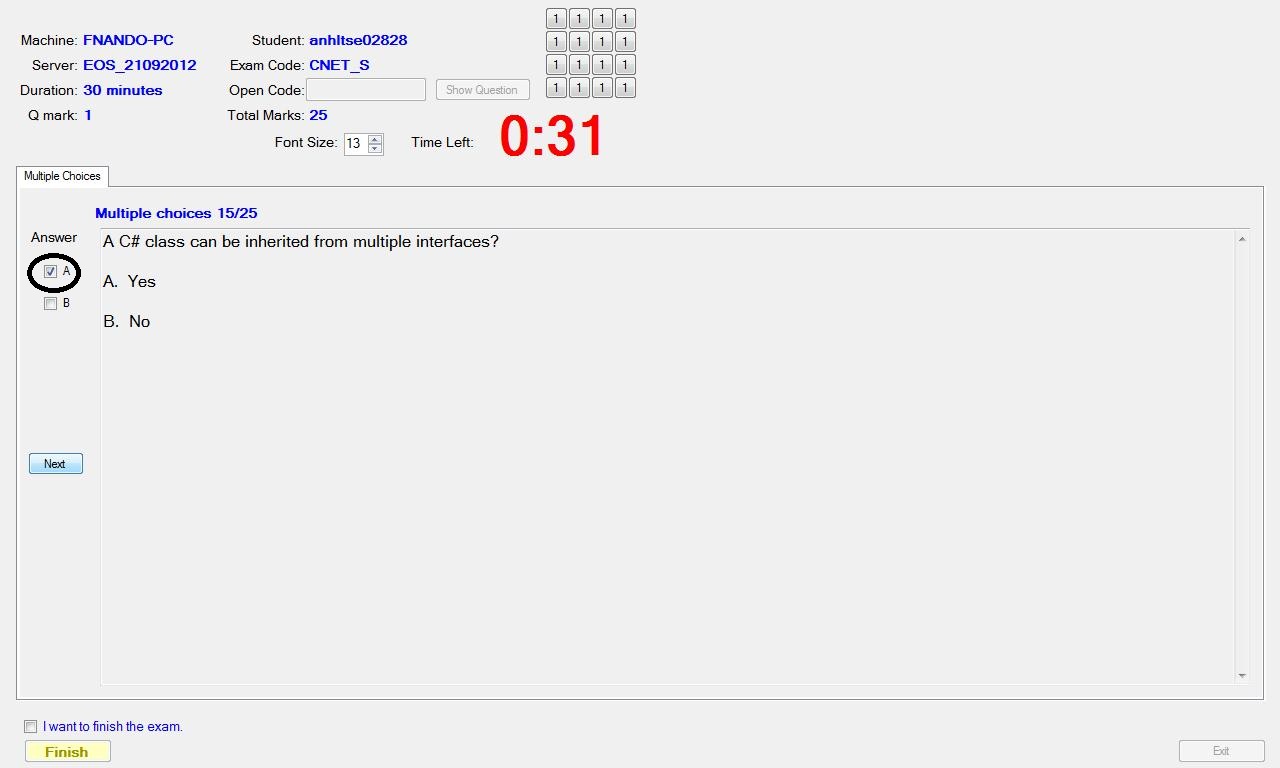 1 1 1 1
Machine: FNANDO-PC Student: anhltse02828 1 1 1 1
Server: EOS_21092012 Exam Code: CNET_S 1 1 1 1
Duration: 30 minutes Open Code: Show Question 1 1 1 1
Q mark: 1 Total Marks: 25
Font Size: 13 Time Left: 0:31
Multiple Choices
Multiple choices 15/25
Answer
A C# class can be inherited from multiple interfaces?
A
A. Yes
B
B. No
Next
I want to finish the exam.
Finish Exit